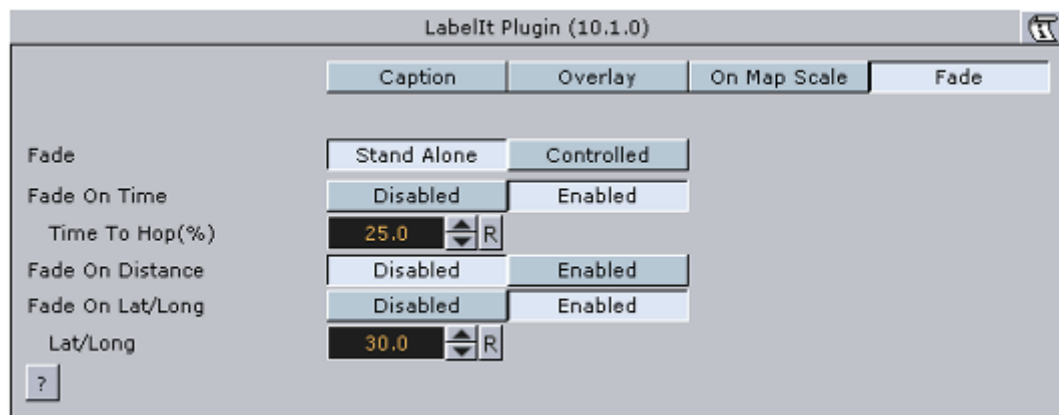 LabelIt Plugin (10.1.0)
Caption Overlay On Map Scale Fade
Fade Stand Alone Controlled
Fade On Time Disabled Enabled
Time To Hop(%) 25.0 R
Fade On Distance Disabled Enabled
Fade On Lat/Long Disabled Enabled
Lat/Long 30.0 R
?